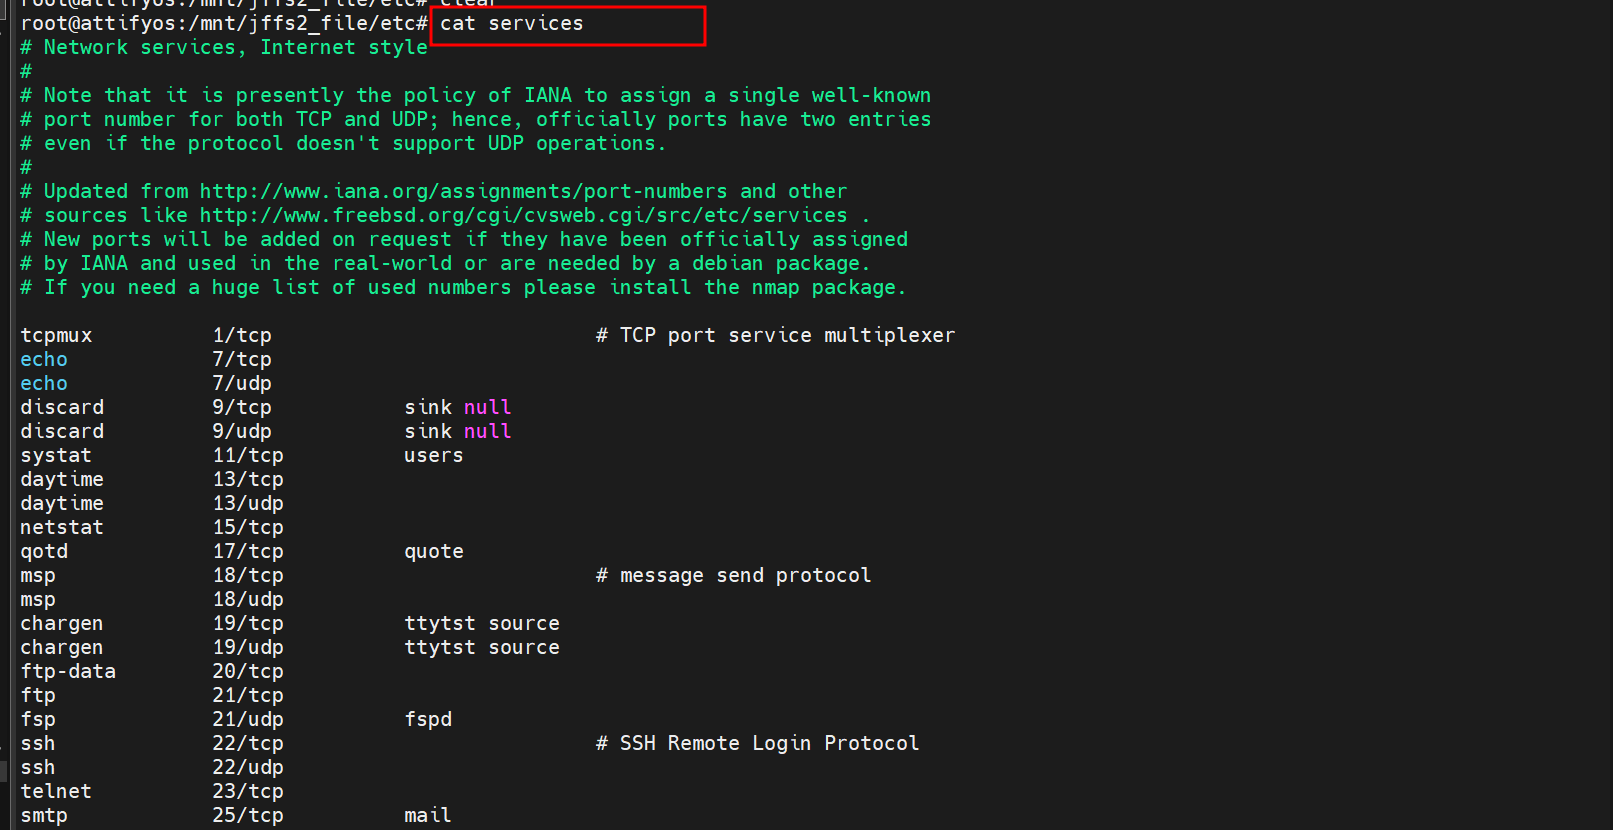 root@attifyos:/mnt/jffs2_file/etc# clear
root@attifyos:/mnt/jffs2_file/etc# cat services
# Network services, Internet style
#
# Note that it is presently the policy of IANA to assign a single well-known
# port number for both TCP and UDP; hence, officially ports have two entries
# even if the protocol doesn't support UDP operations.
#
# Updated from http://www.iana.org/assignments/port-numbers and other
# sources like http://www.freebsd.org/cgi/cvsweb.cgi/src/etc/services .
# New ports will be added on request if they have been officially assigned
# by IANA and used in the real-world or are needed by a debian package.
# If you need a huge list of used numbers please install the nmap package.
tcpmux 1/tcp # TCP port service multiplexer
echo 7/tcp
echo 7/udp
discard 9/tcp sink null
discard 9/udp sink null
systat 11/tcp users
daytime 13/tcp
daytime 13/udp
netstat 15/tcp
qotd 17/tcp quote
msp 18/tcp # message send protocol
msp 18/udp
chargen 19/tcp ttytst source
chargen 19/udp ttytst source
ftp-data 20/tcp
ftp 21/tcp
fsp 21/udp fspd
ssh 22/tcp # SSH Remote Login Protocol
ssh 22/udp
telnet 23/tcp
smtp 25/tcp mail